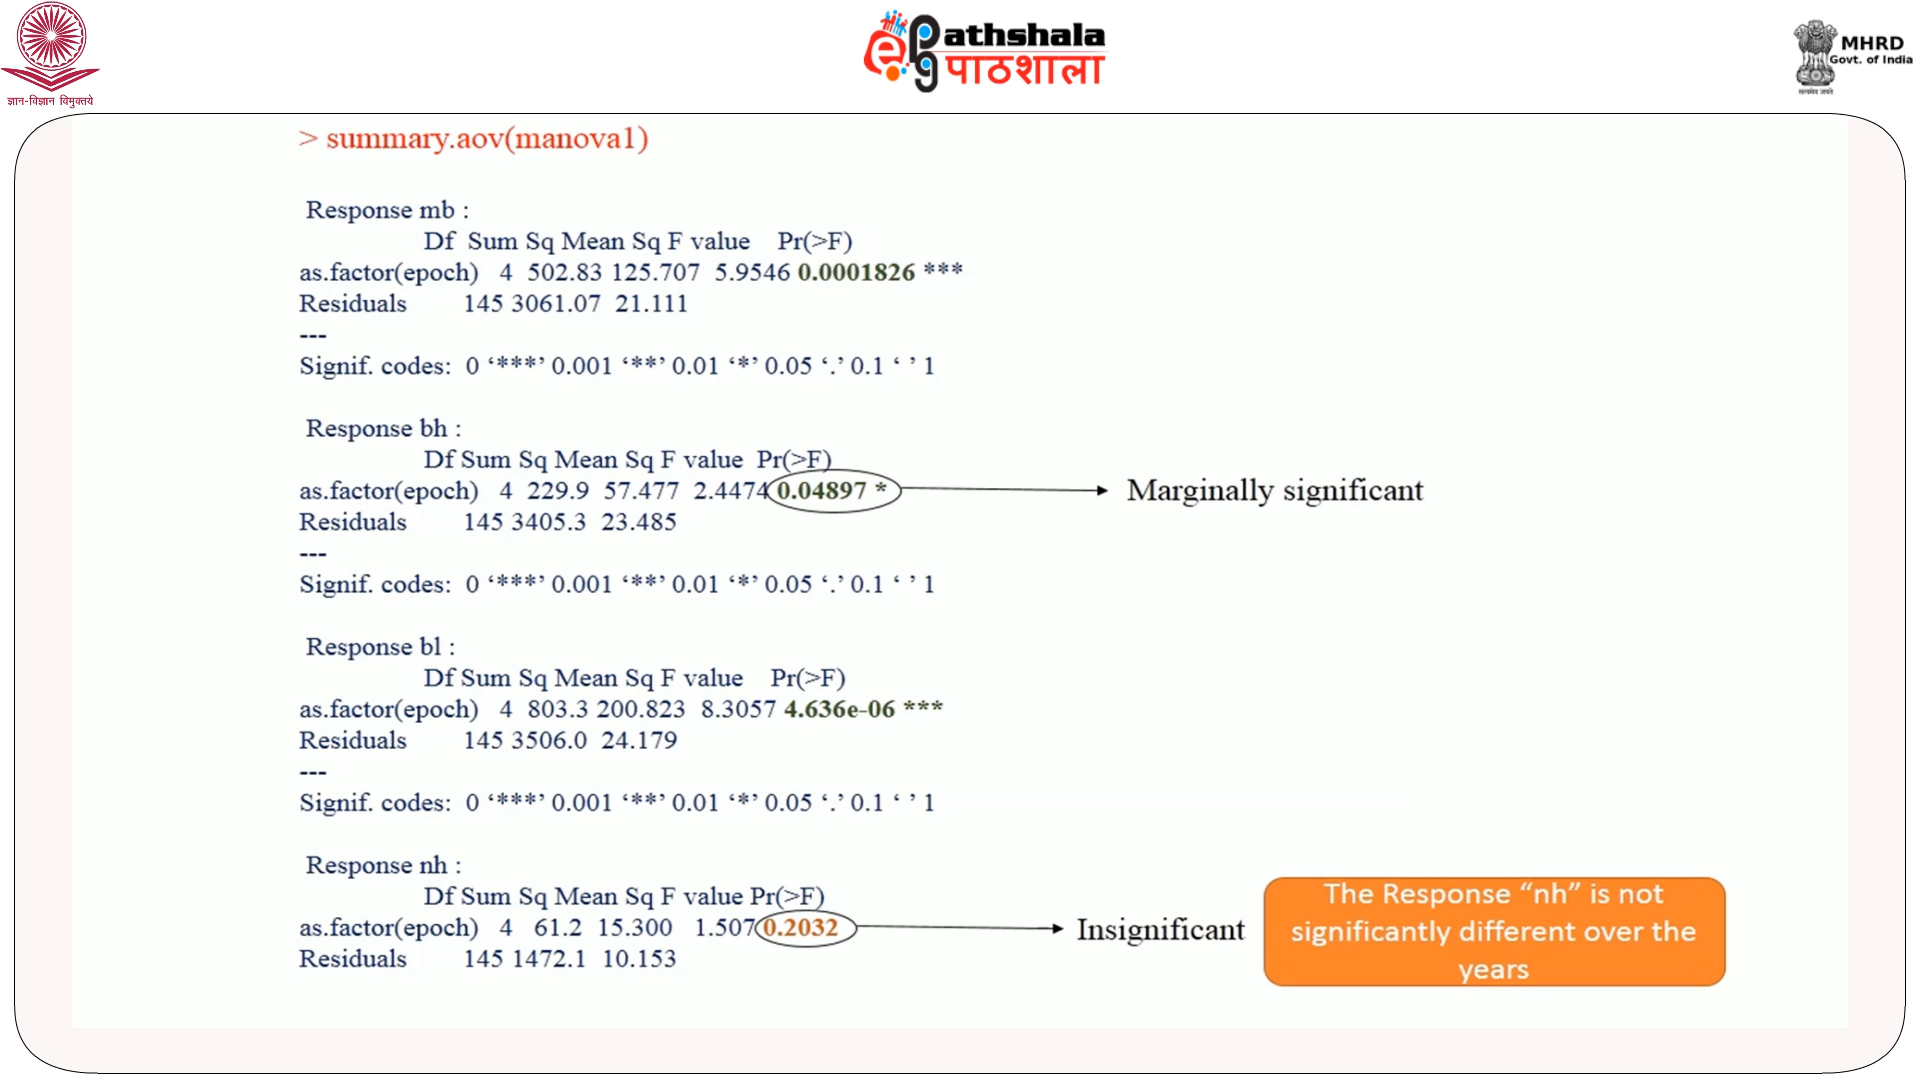 ज्ञान-विज्ञान विमुक्तये
ePG
athshala
पाठशाला
MHRD
Govt. of India
सत्यमेव जयते
> summary.aov(manova1)
Response mb :
Df Sum Sq Mean Sq F value Pr(>F)
as.factor(epoch) 4 502.83 125.707 5.9546 0.0001826 ***
Residuals 145 3061.07 21.111
---
Signif. codes: 0 ‘***’ 0.001 ‘**’ 0.01 ‘*’ 0.05 ‘.’ 0.1 ‘ ’ 1
Response bh :
Df Sum Sq Mean Sq F value Pr(>F)
as.factor(epoch) 4 229.9 57.477 2.4474 0.04897 *
Marginally significant
Residuals 145 3405.3 23.485
---
Signif. codes: 0 ‘***’ 0.001 ‘**’ 0.01 ‘*’ 0.05 ‘.’ 0.1 ‘ ’ 1
Response bl :
Df Sum Sq Mean Sq F value Pr(>F)
as.factor(epoch) 4 803.3 200.823 8.3057 4.636e-06 ***
Residuals 145 3506.0 24.179
---
Signif. codes: 0 ‘***’ 0.001 ‘**’ 0.01 ‘*’ 0.05 ‘.’ 0.1 ‘ ’ 1
Response nh :
Df Sum Sq Mean Sq F value Pr(>F)
as.factor(epoch) 4 61.2 15.300 1.507 0.2032
Insignificant
Residuals 145 1472.1 10.153
The Response “nh” is not
significantly different over the
years